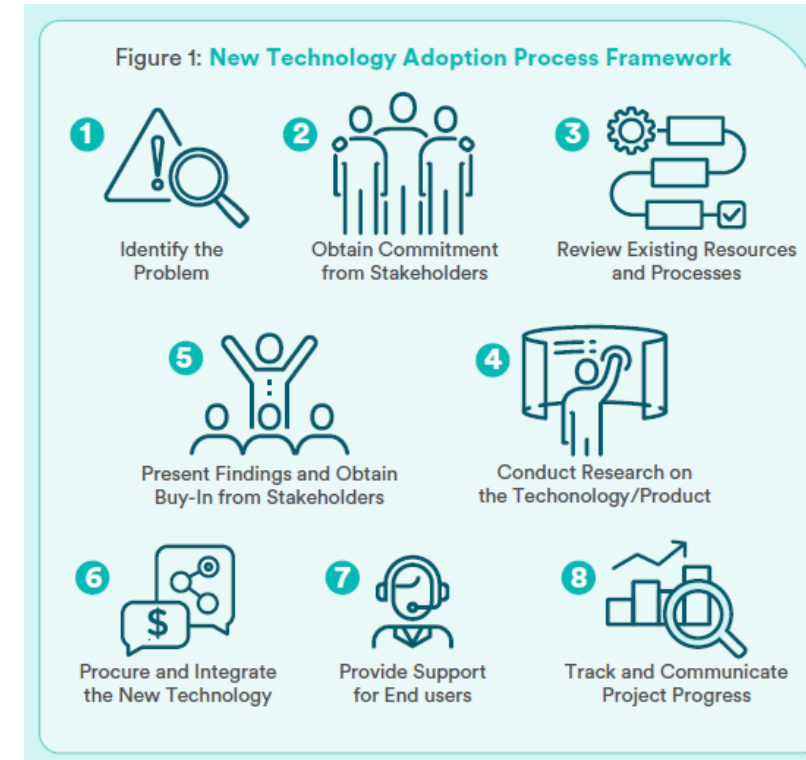 Figure 1: New Technology Adoption Process Framework
1
Identify the
Problem
2
Obtain Commitment
from Stakeholders
3
Review Existing Resources
and Processes
5
Present Findings and Obtain
Buy-In from Stakeholders
4
Conduct Research on
the Techonology/Product
6
$
Procure and Integrate
the New Technology
7
Provide Support
for End users
8
Track and Communicate
Project Progress